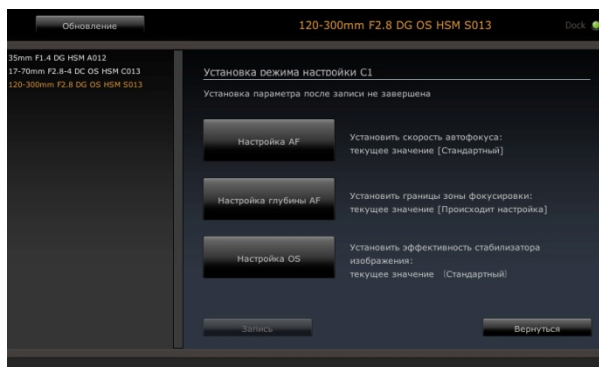 Обновление
120-300mm F2.8 DG OS HSM S013
Dock
35mm F1.4 DG HSM A012
17-70mm F2.8-4 DC OS HSM C013
120-300mm F2.8 DG OS HSM S013
Установка режима настройки C1
Установка параметра после записи не завершена
Настройка AF
Установить скорость автофокуса:
текущее значение [Стандартный]
Настройка глубины AF
Установить границы зоны фокусировки:
текущее значение [Происходит настройка]
Настройка OS
Установить эффективность стабилизатора
изображения:
текущее значение (Стандартный)
Запись
Вернуться